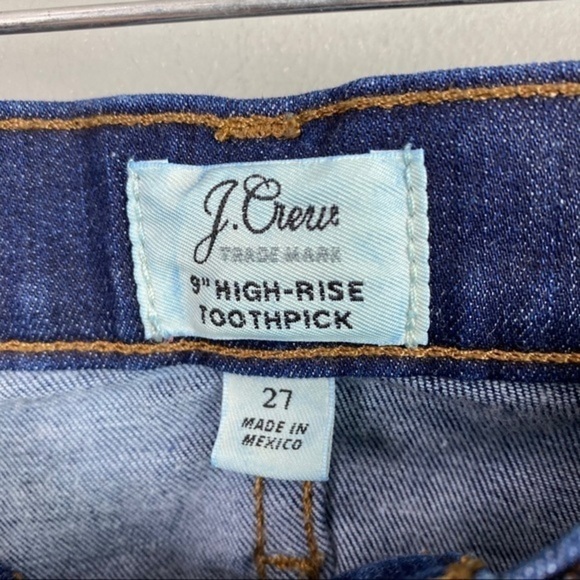 J.Crew
TRADE MARK
9" HIGH-RISE
TOOTHPICK
27
MADE IN
MEXICO